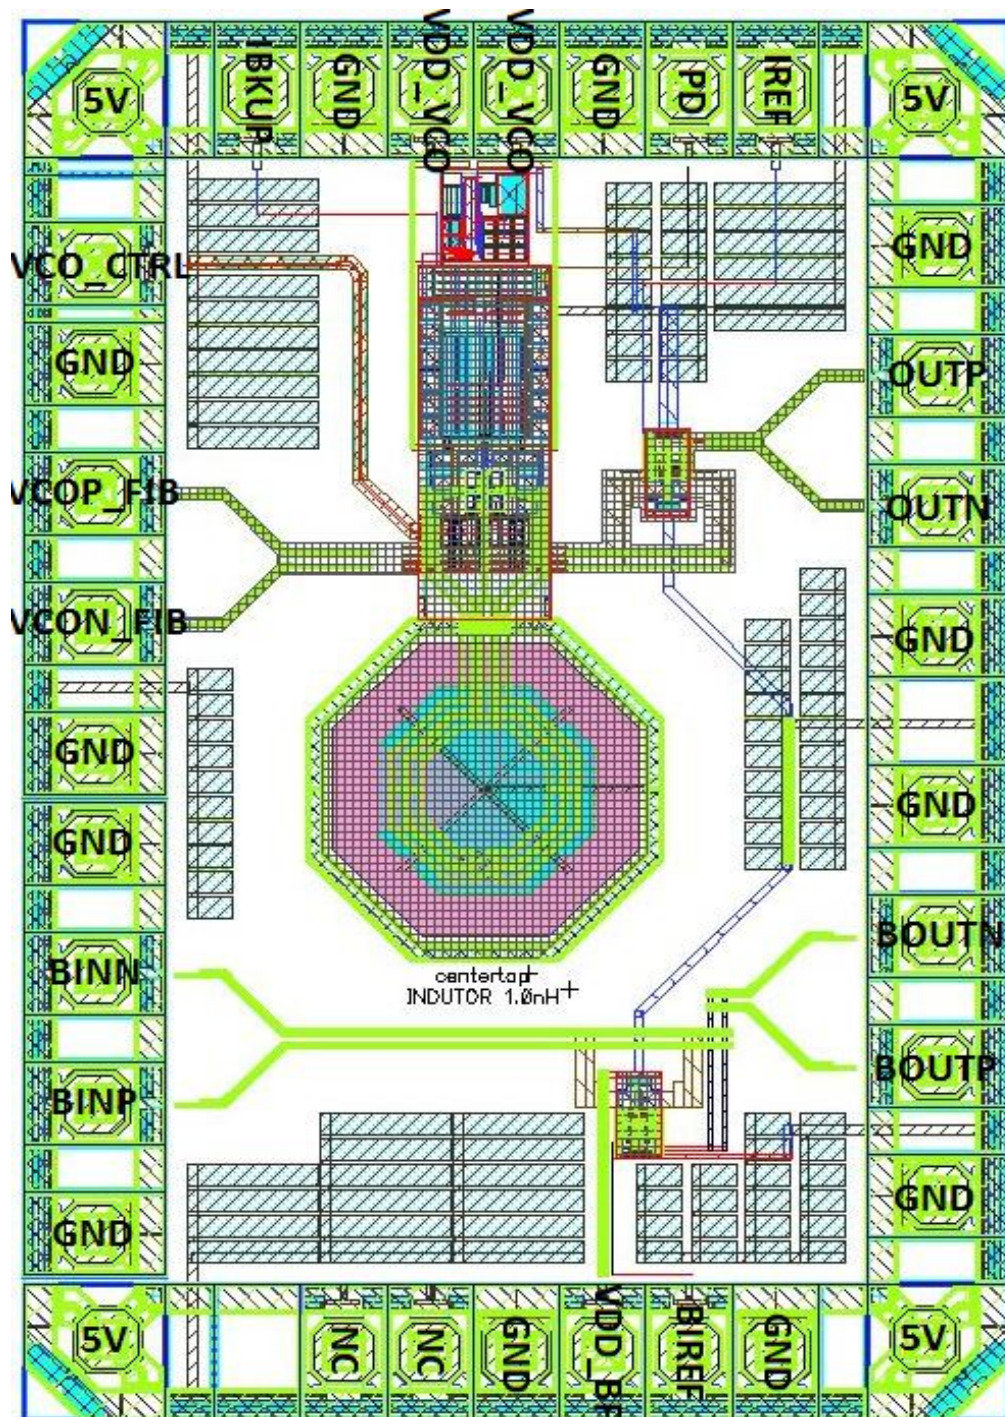 5V
IBKUP
GND
VDD_VCO
VDD_VCO
GND
PD
IREF
5V
VCO_CTRL
GND
VCOP_FIB
VCON_FIB
GND
GND
BINN
BINP
GND
GND
OUTP
OUTN
GND
GND
BOUTN
BOUTP
GND
centertap
INDUTOR 1.0nH
5V
NC
NC
GND
VDD_BF
BIREF
GND
5V